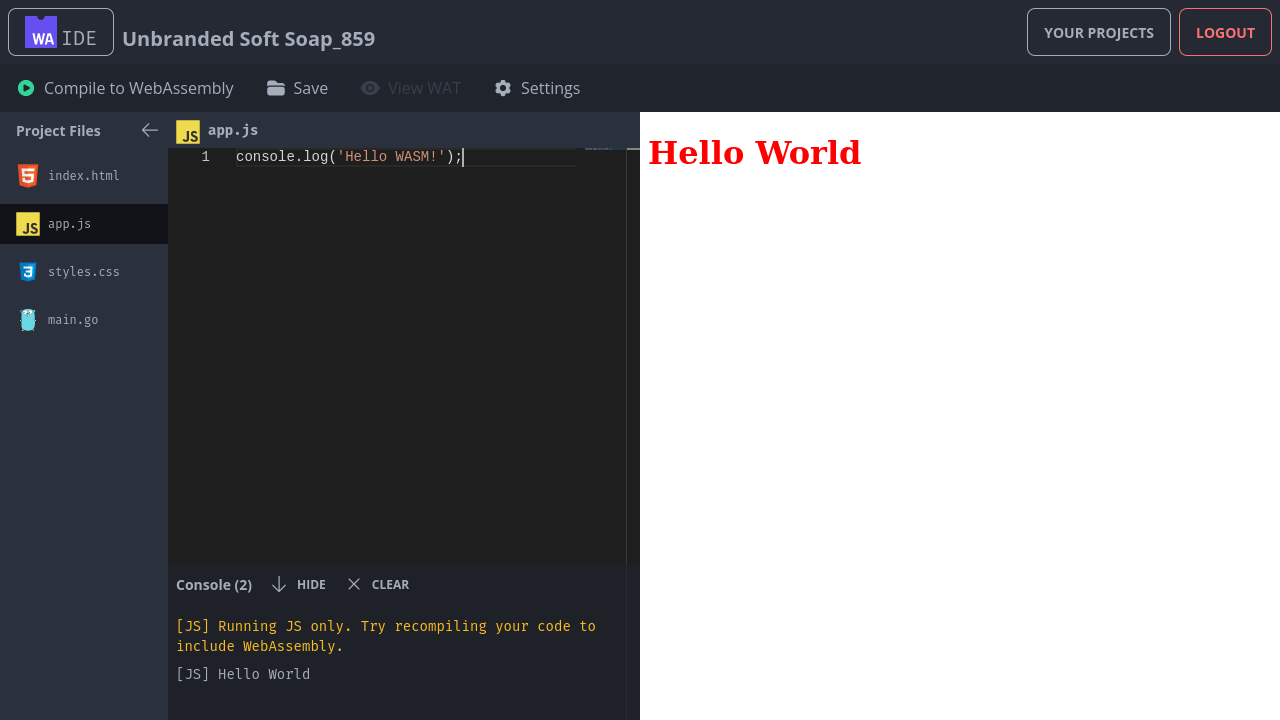 WA IDE
Unbranded Soft Soap_859
YOUR PROJECTS
LOGOUT
Compile to WebAssembly
Save
View WAT
Settings
Project Files
JS app.js
index.html
JS app.js
styles.css
main.go
1 console.log('Hello WASM!');
Console (2)
HIDE
CLEAR
[JS] Running JS only. Try recompiling your code to
include WebAssembly.
[JS] Hello World
Hello World